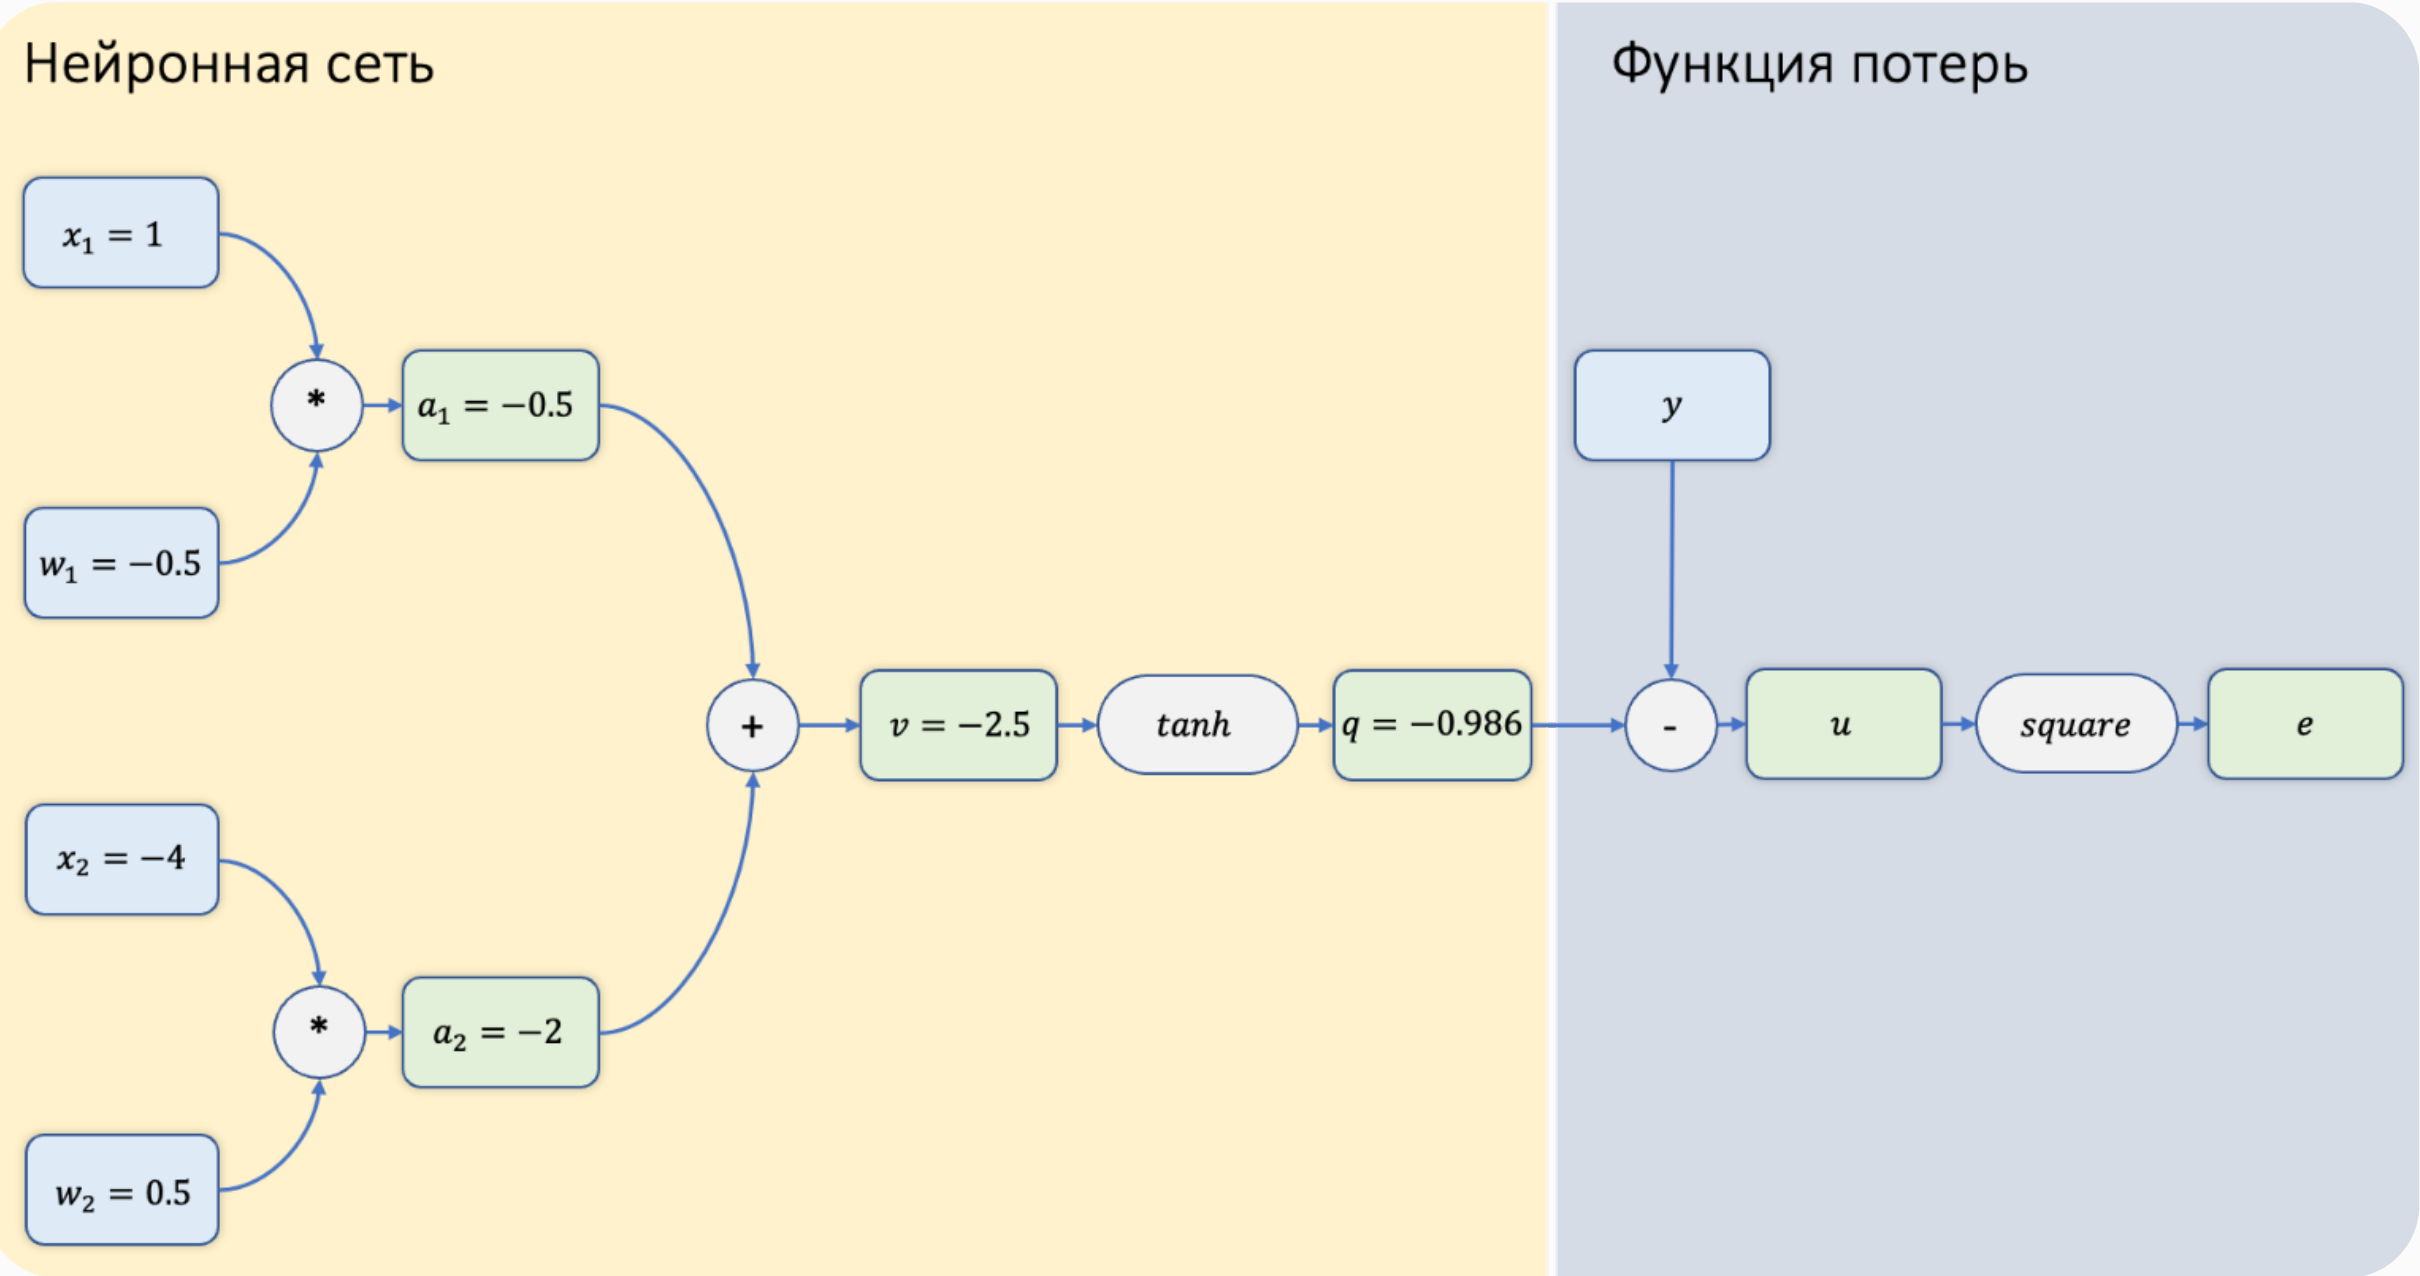 Нейронная сеть
Функция потерь
x₁ = 1
*
a₁ = −0.5
w₁ = −0.5
y
+
v = −2.5
tanh
q = −0.986
-
u
square
e
x₂ = −4
*
a₂ = −2
w₂ = 0.5